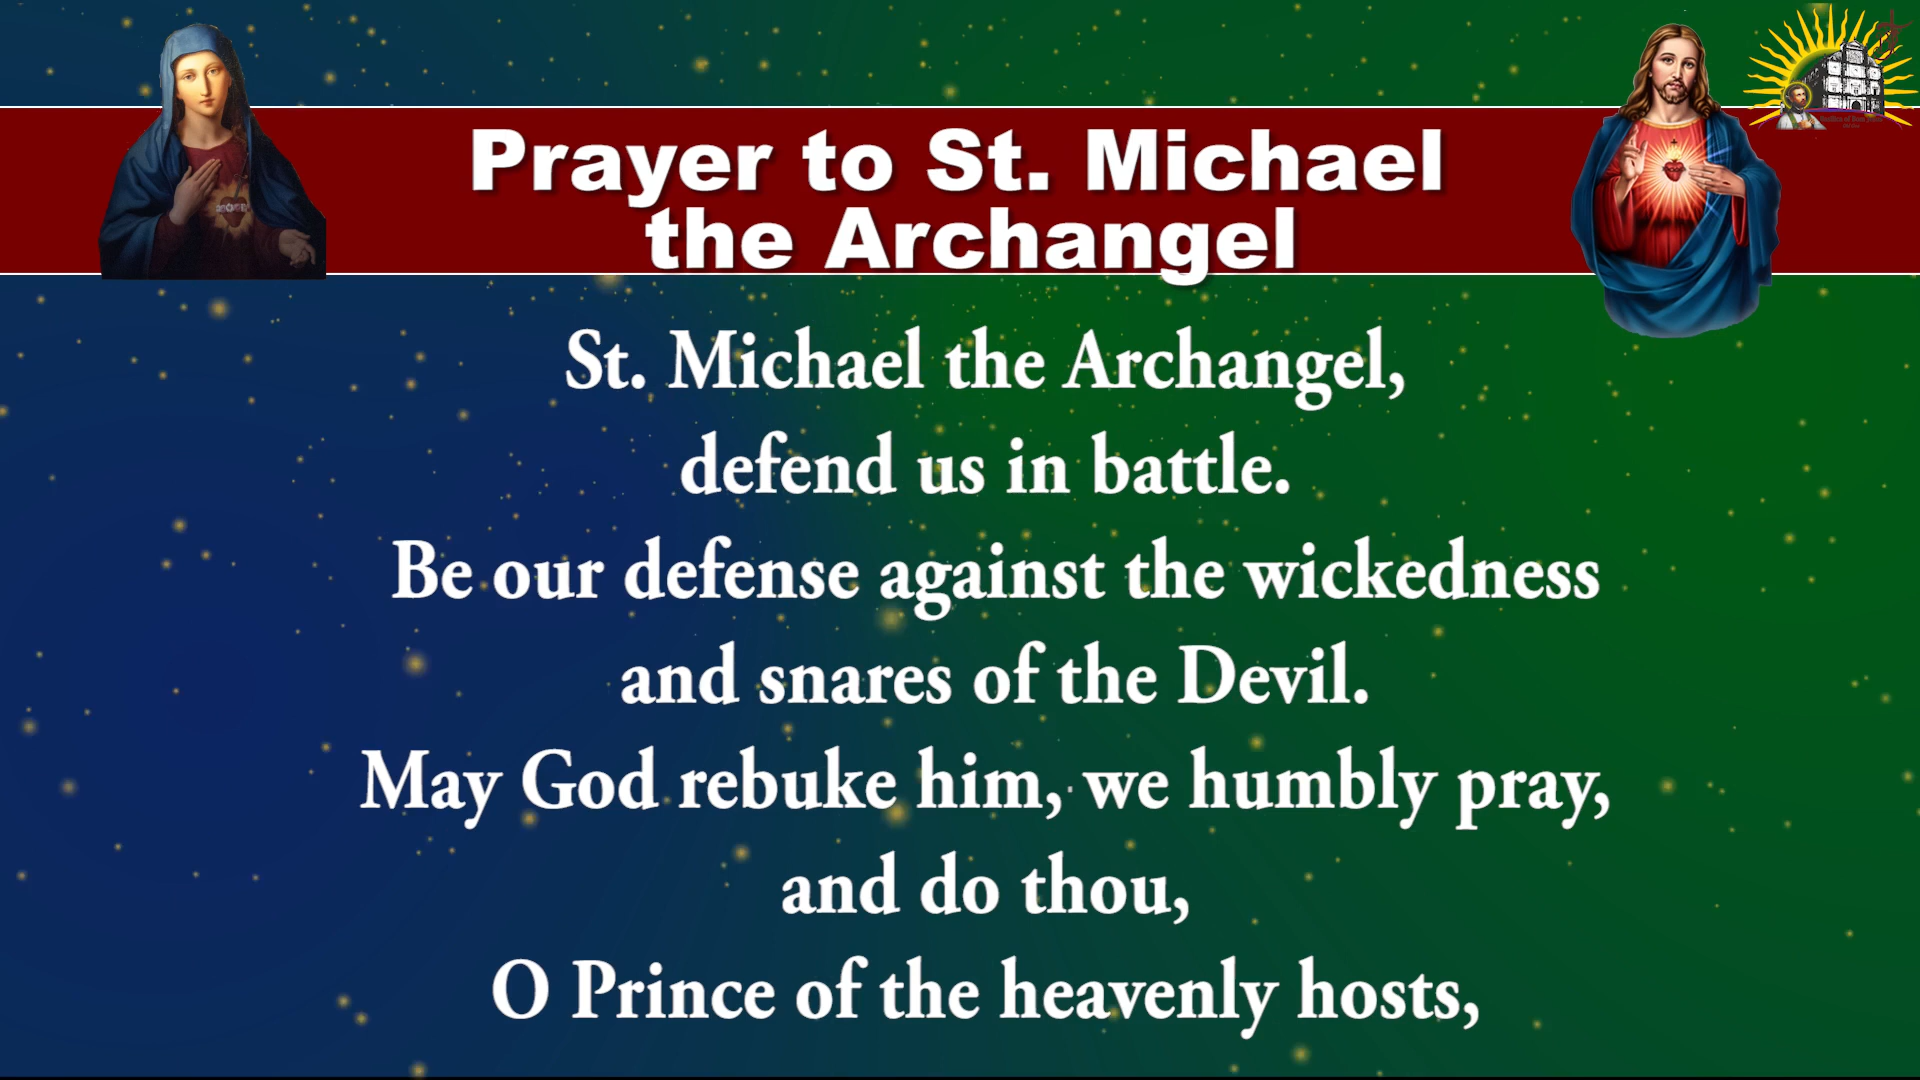 Prayer to St. Michael
the Archangel
St. Michael the Archangel,
defend us in battle.
Be our defense against the wickedness
and snares of the Devil.
May God rebuke him, we humbly pray,
and do thou,
O Prince of the heavenly hosts,